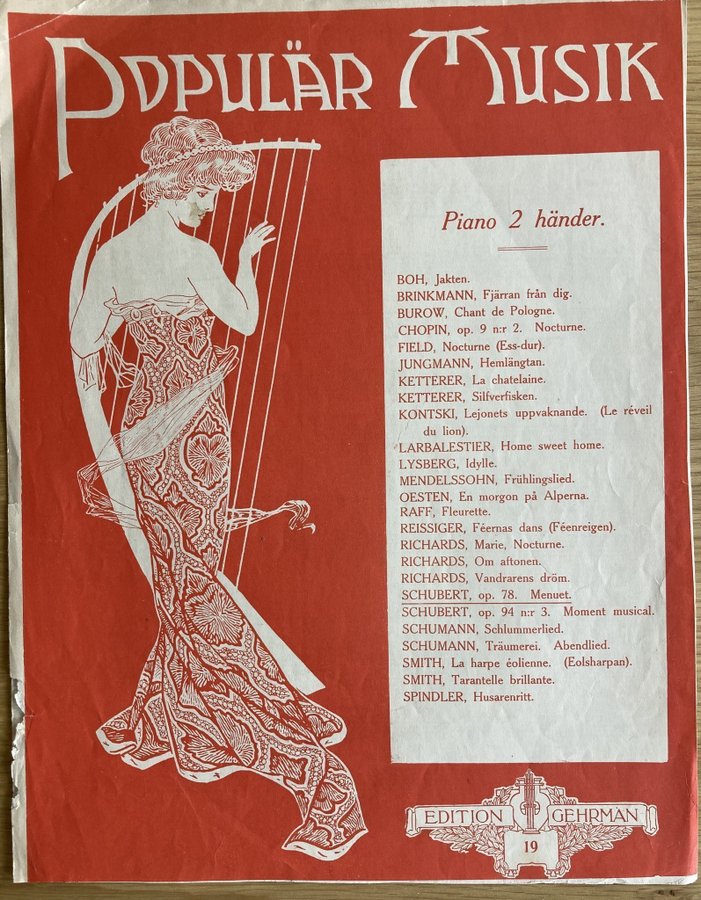 POPULÄR MUSIK
Piano 2 händer.
BOH, Jakten.
BRINKMANN, Fjärran från dig.
BUROW, Chant de Pologne.
CHOPIN, op. 9 n:r 2. Nocturne.
FIELD, Nocturne (Ess-dur).
JUNGMANN, Hemlängtan.
KETTERER, La chatelaine.
KETTERER, Silfverfisken.
KONTSKI, Lejonets uppvaknande. (Le réveil
du lion).
LARBALESTIER, Home sweet home.
LYSBERG, Idylle.
MENDELSSOHN, Frühlingslied.
OESTEN, En morgon på Alperna.
RAFF, Fleurette.
REISSIGER, Féernas dans (Féenreigen).
RICHARDS, Marie, Nocturne.
RICHARDS, Om aftonen.
RICHARDS, Vandrarens dröm.
SCHUBERT, op. 78. Menuet.
SCHUBERT, op. 94 n:r 3. Moment musical.
SCHUMANN, Schlummerlied.
SCHUMANN, Träumerei. Abendlied.
SMITH, La harpe éolienne. (Eolsharpan).
SMITH, Tarantelle brillante.
SPINDLER, Husarenritt.
EDITION GEHRMAN
19